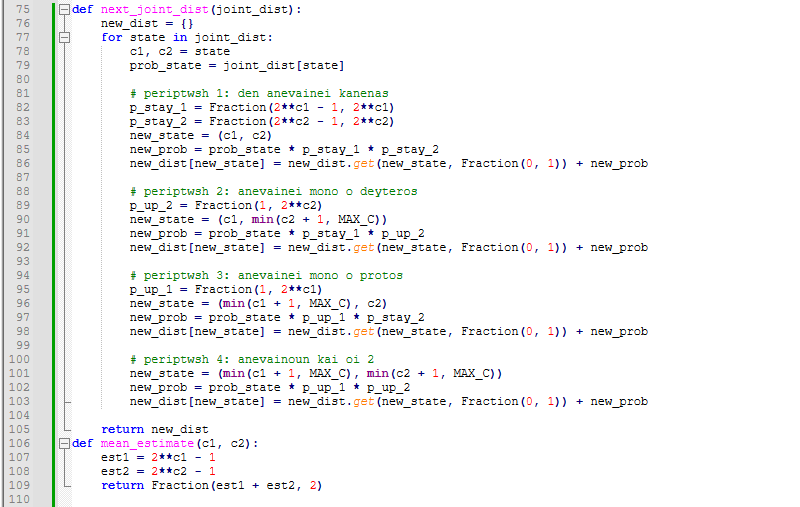 75 def next_joint_dist(joint_dist):
76     new_dist = {}
77     for state in joint_dist:
78         c1, c2 = state
79         prob_state = joint_dist[state]
80
81         # periptwsh 1: den anevainei kanenas
82         p_stay_1 = Fraction(2**c1 - 1, 2**c1)
83         p_stay_2 = Fraction(2**c2 - 1, 2**c2)
84         new_state = (c1, c2)
85         new_prob = prob_state * p_stay_1 * p_stay_2
86         new_dist[new_state] = new_dist.get(new_state, Fraction(0, 1)) + new_prob
87
88         # periptwsh 2: anevainei mono o deyteros
89         p_up_2 = Fraction(1, 2**c2)
90         new_state = (c1, min(c2 + 1, MAX_C))
91         new_prob = prob_state * p_stay_1 * p_up_2
92         new_dist[new_state] = new_dist.get(new_state, Fraction(0, 1)) + new_prob
93
94         # periptwsh 3: anevainei mono o protos
95         p_up_1 = Fraction(1, 2**c1)
96         new_state = (min(c1 + 1, MAX_C), c2)
97         new_prob = prob_state * p_up_1 * p_stay_2
98         new_dist[new_state] = new_dist.get(new_state, Fraction(0, 1)) + new_prob
99
100         # periptwsh 4: anevainoun kai oi 2
101         new_state = (min(c1 + 1, MAX_C), min(c2 + 1, MAX_C))
102         new_prob = prob_state * p_up_1 * p_up_2
103         new_dist[new_state] = new_dist.get(new_state, Fraction(0, 1)) + new_prob
104
105     return new_dist
106 def mean_estimate(c1, c2):
107     est1 = 2**c1 - 1
108     est2 = 2**c2 - 1
109     return Fraction(est1 + est2, 2)
110